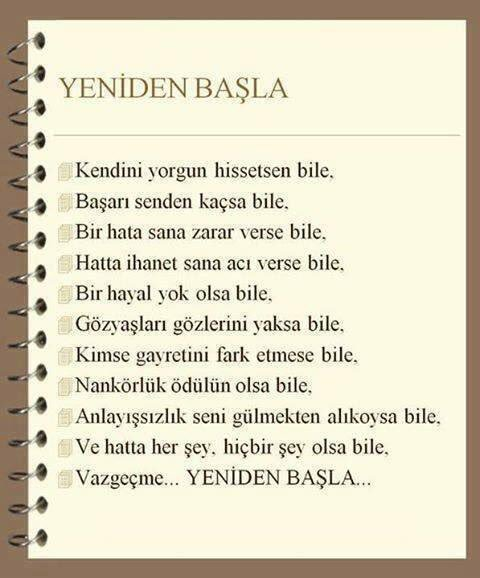 YENİDEN BAŞLA
Kendini yorgun hissetsen bile,
Başarı senden kaçsa bile,
Bir hata sana zarar verse bile,
Hatta ihanet sana acı verse bile,
Bir hayal yok olsa bile,
Gözyaşları gözlerini yaksa bile,
Kimse gayretini fark etmese bile,
Nankörlük ödülün olsa bile,
Anlayışsızlık seni gülmekten alıkoysa bile,
Ve hatta her şey, hiçbir şey olsa bile,
Vazgeçme... YENİDEN BAŞLA...